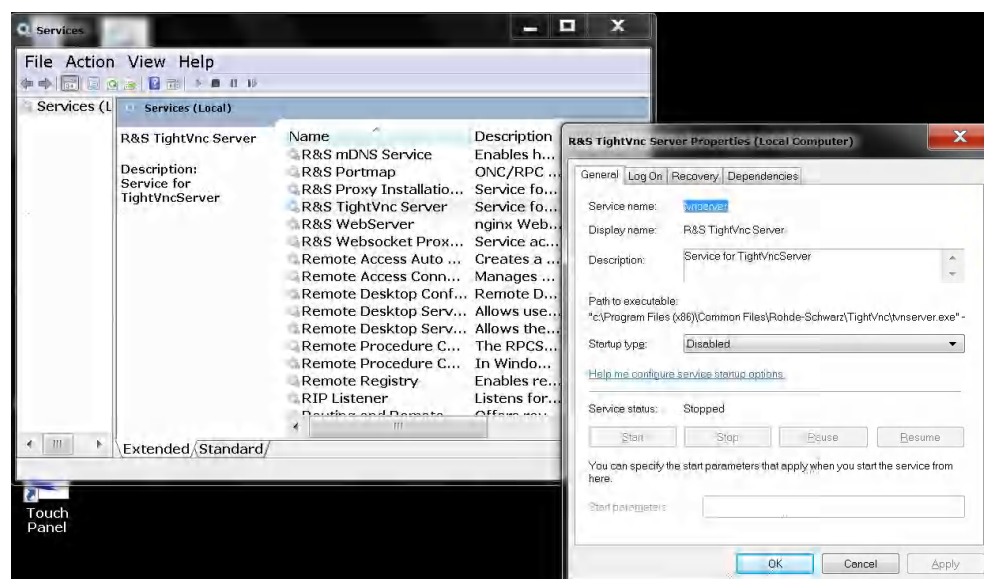 Services
File Action View Help
Services (L
Services (Local)
R&S TightVnc Server
Description:
Service for
TightVncServer
Name Description
R&S mDNS Service Enables h...
R&S Portmap ONC/RPC ...
R&S Proxy Installatio... Service fo...
R&S TightVnc Server Service fo...
R&S WebServer nginx Web...
R&S Websocket Prox... Service ac...
Remote Access Auto ... Creates a ...
Remote Access Conn... Manages ...
Remote Desktop Conf... Remote D...
Remote Desktop Serv... Allows use...
Remote Desktop Serv... Allows the...
Remote Procedure C... The RPCS...
Remote Procedure C... In Windo...
Remote Registry Enables re...
RIP Listener Listens for...
Extended Standard
Touch
Panel
R&S TightVnc Server Properties (Local Computer)
General Log On Recovery Dependencies
Service name: tvnserver
Display name: R&S TightVnc Server
Description: Service for TightVncServer
Path to executable:
"c:\Program Files (x86)\Common Files\Rohde-Schwarz\TightVnc\tvnserver.exe" -
Startup type: Disabled
Help me configure service startup options.
Service status: Stopped
Start Stop Pause Resume
You can specify the start parameters that apply when you start the service from
here.
Start parameters:
OK Cancel Apply